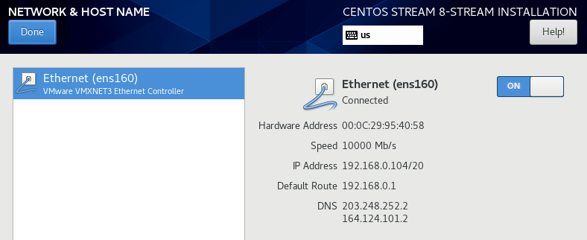 NETWORK & HOST NAME
CENTOS STREAM 8-STREAM INSTALLATION
Done
us
Help!
Ethernet (ens160)
VMware VMXNET3 Ethernet Controller
Ethernet (ens160)
Connected
ON
Hardware Address 00:0C:29:95:40:58
Speed 10000 Mb/s
IP Address 192.168.0.104/20
Default Route 192.168.0.1
DNS 203.248.252.2
164.124.101.2